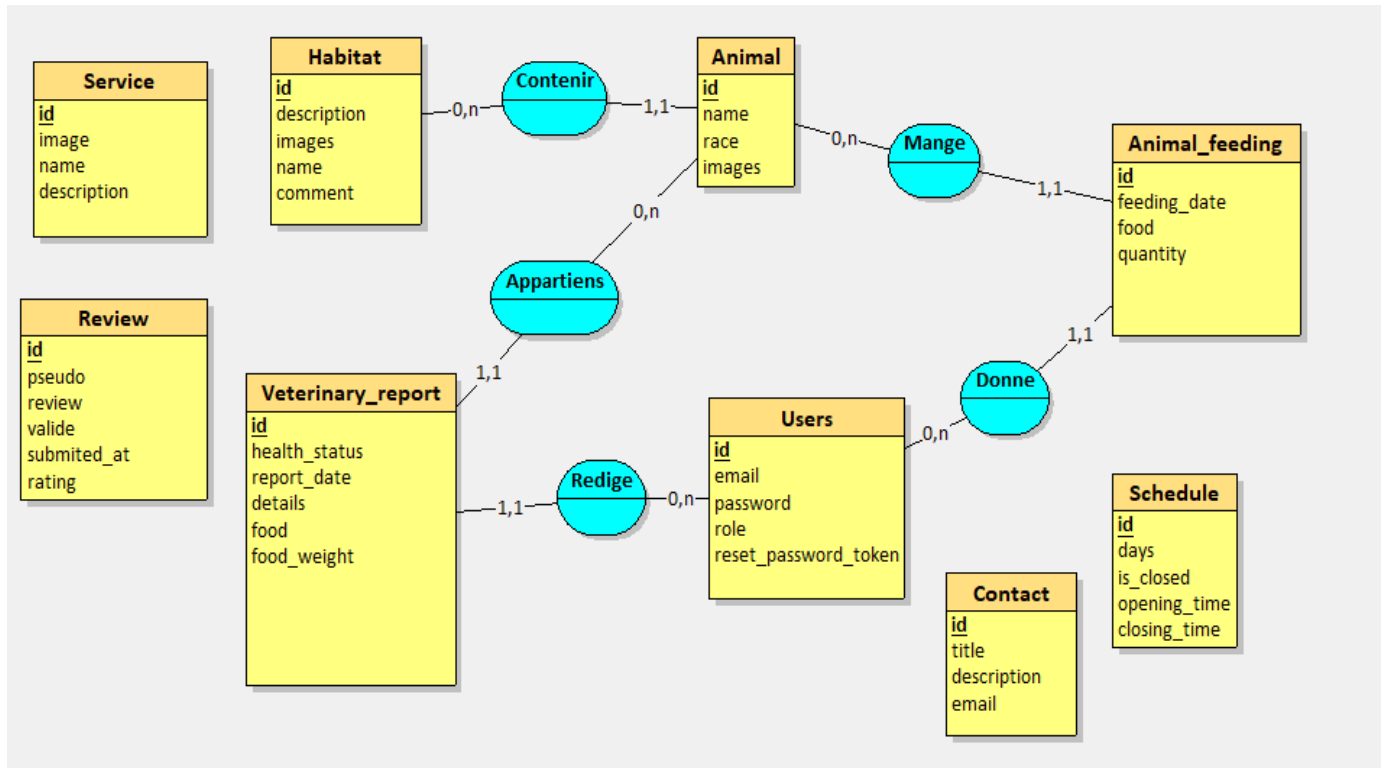 Service
id
image
name
description
Habitat
id
description
images
name
comment
0,n
Contenir
1,1
Animal
id
name
race
images
0,n
Mange
1,1
Animal_feeding
id
feeding_date
food
quantity
0,n
Appartiens
1,1
Review
id
pseudo
review
valide
submited_at
rating
Veterinary_report
id
health_status
report_date
details
food
food_weight
1,1
Redige
0,n
Users
id
email
password
role
reset_password_token
0,n
Donne
1,1
Contact
id
title
description
email
Schedule
id
days
is_closed
opening_time
closing_time